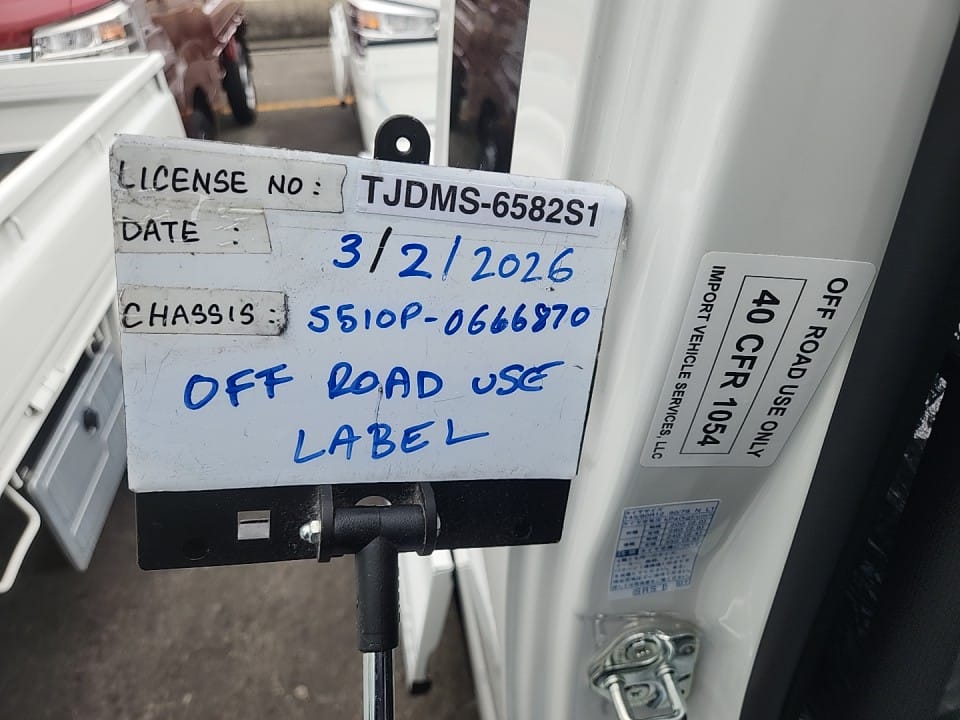 LICENSE NO: TJDMS-6582S1
DATE : 3/2/2026
CHASSIS: S510P-0666870
OFF ROAD USE
LABEL
OFF ROAD USE ONLY
40 CFR 1054
IMPORT VEHICLE SERVICES, LLC